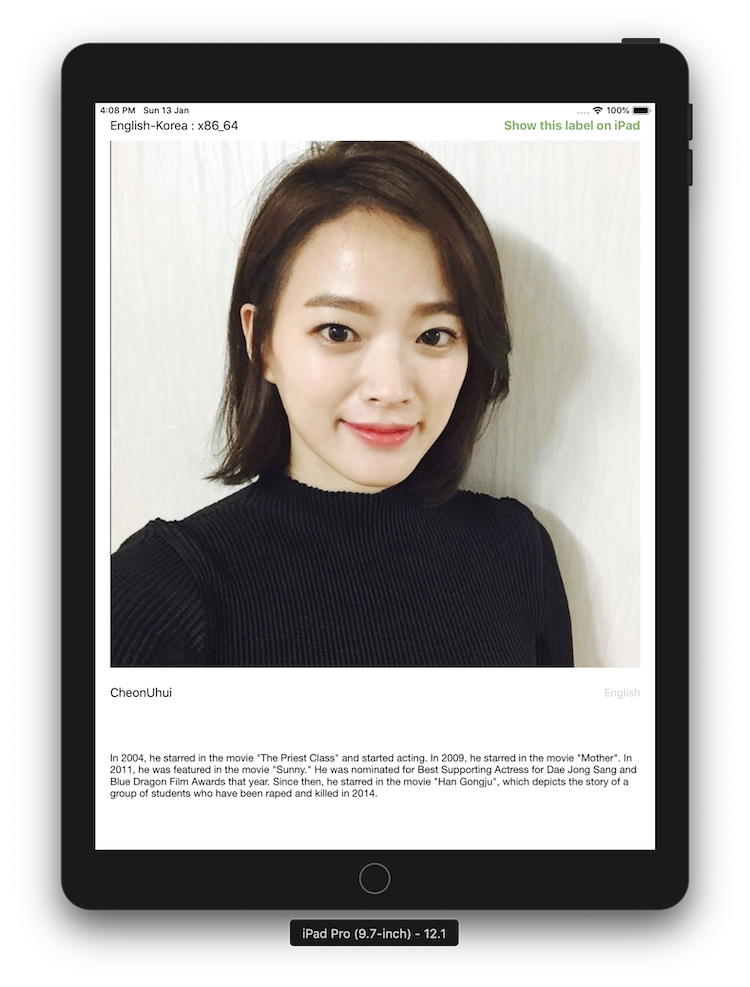 4:08 PM Sun 13 Jan 100%
English-Korea : x86_64 Show this label on iPad
CheonUhui English
In 2004, he starred in the movie "The Priest Class" and started acting. In 2009, he starred in the movie "Mother". In
2011, he was featured in the movie "Sunny." He was nominated for Best Supporting Actress for Dae Jong Sang and
Blue Dragon Film Awards that year. Since then, he starred in the movie "Han Gongju", which depicts the story of a
group of students who have been raped and killed in 2014.
iPad Pro (9.7-inch) - 12.1